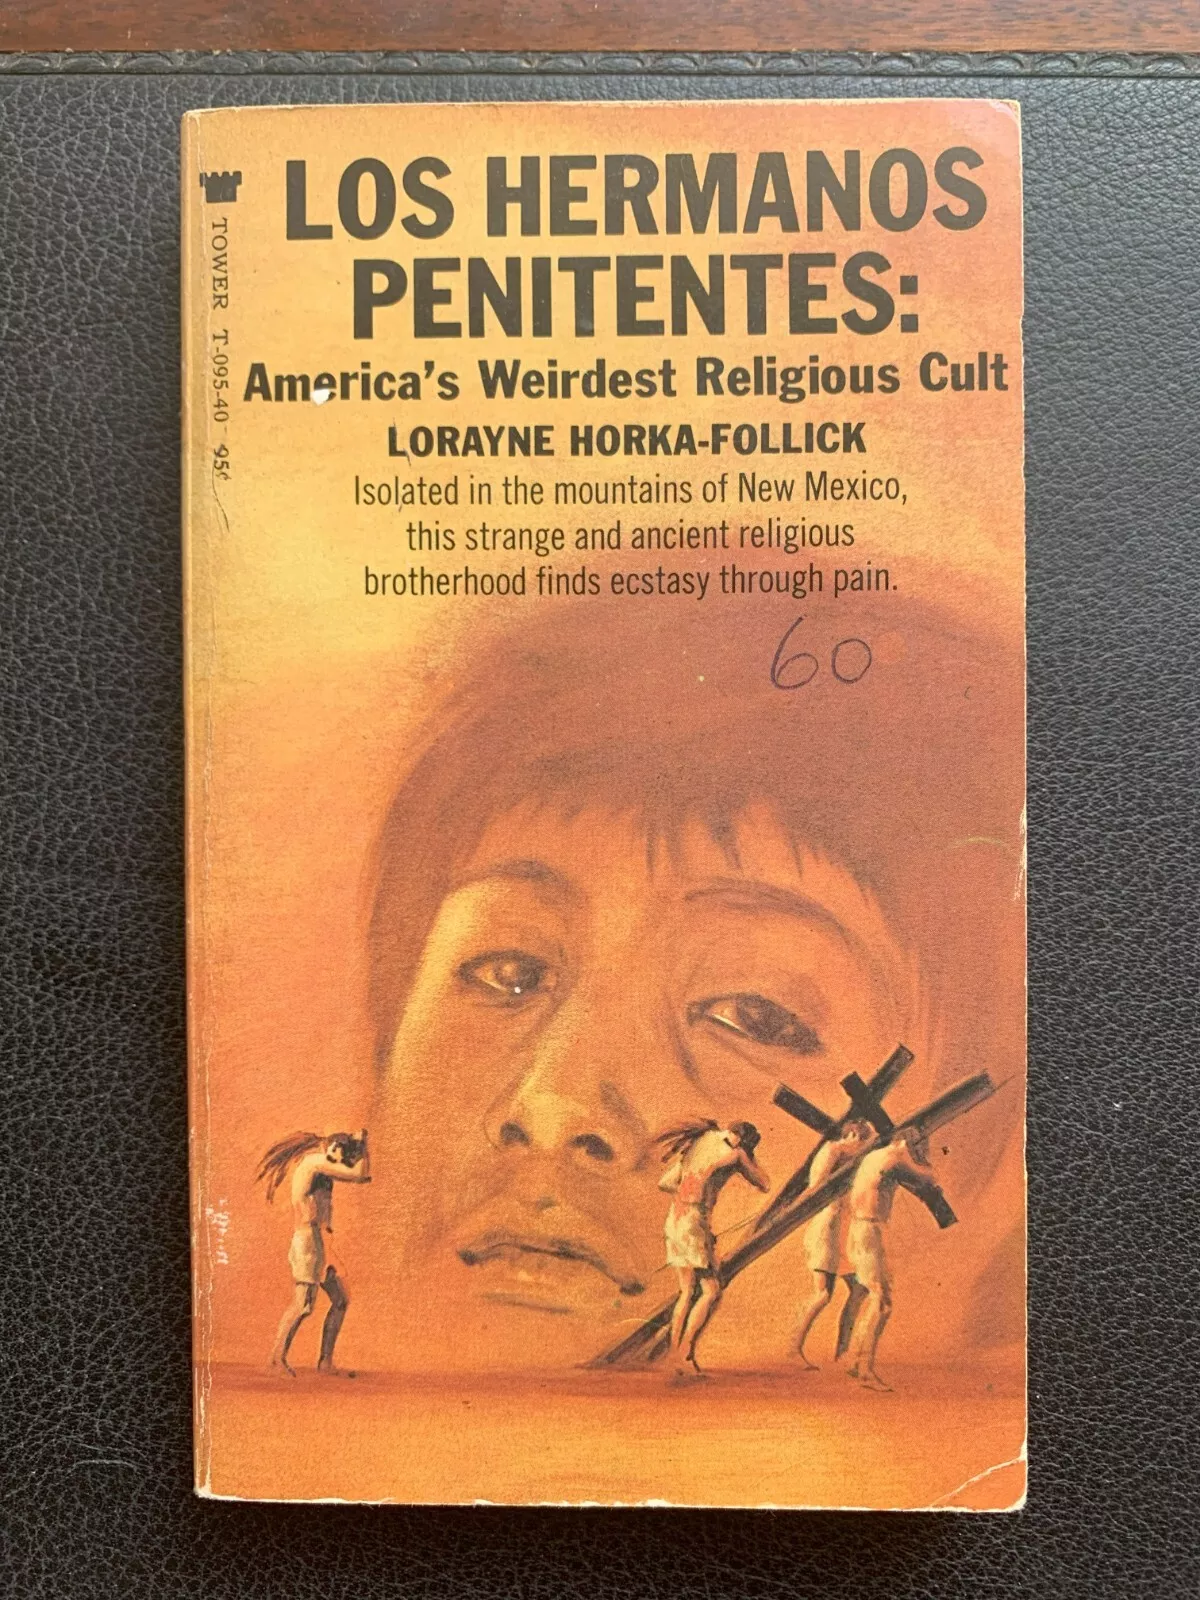 LOS HERMANOS
PENITENTES:
America's Weirdest Religious Cult
LORAYNE HORKA-FOLLICK
Isolated in the mountains of New Mexico,
this strange and ancient religious
brotherhood finds ecstasy through pain.
60
TOWER T-095-40 95¢